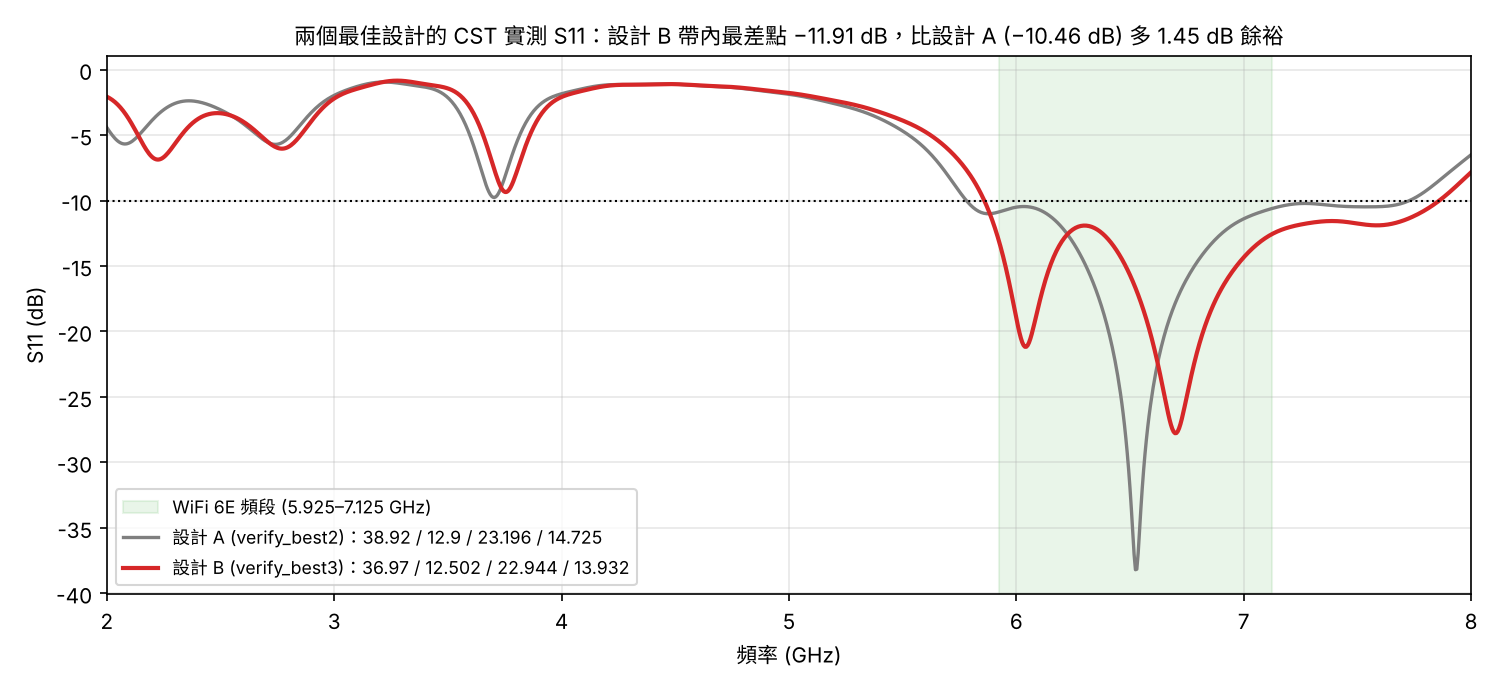 兩個最佳設計的 CST 實測 S11：設計 B 帶內最差點 −11.91 dB，比設計 A (−10.46 dB) 多 1.45 dB 餘裕
S11 (dB)
0
-5
-10
-15
-20
-25
-30
-35
-40
WiFi 6E 頻段 (5.925–7.125 GHz)
設計 A (verify_best2)：38.92 / 12.9 / 23.196 / 14.725
設計 B (verify_best3)：36.97 / 12.502 / 22.944 / 13.932
2
3
4
5
6
7
8
頻率 (GHz)